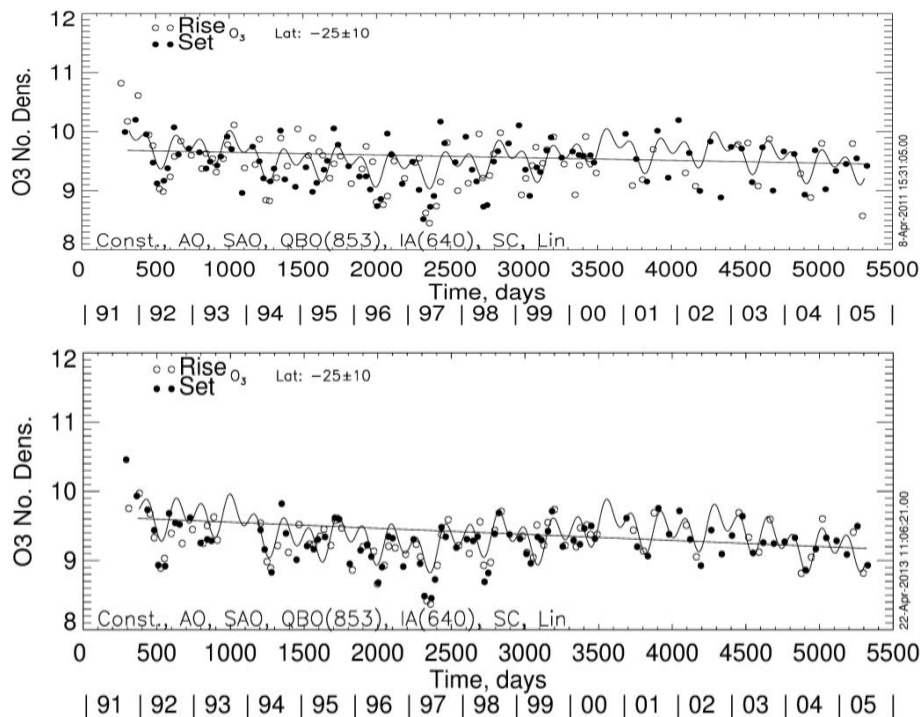 12
11
10
9
8
O3 No. Dens.
○ Rise O₃ Lat: −25±10
● Set
Const., AO, SAO, QBO(853), IA(640), SC, Lin
0 500 1000 1500 2000 2500 3000 3500 4000 4500 5000 5500
Time, days
| 91 | 92 | 93 | 94 | 95 | 96 | 97 | 98 | 99 | 00 | 01 | 02 | 03 | 04 | 05 |
8-Apr-2011 15:31:05.00
12
11
10
9
8
O3 No. Dens.
○ Rise O₃ Lat: −25±10
● Set
Const., AO, SAO, QBO(853), IA(640), SC, Lin
0 500 1000 1500 2000 2500 3000 3500 4000 4500 5000 5500
Time, days
| 91 | 92 | 93 | 94 | 95 | 96 | 97 | 98 | 99 | 00 | 01 | 02 | 03 | 04 | 05 |
22-Apr-2013 11:06:21.00